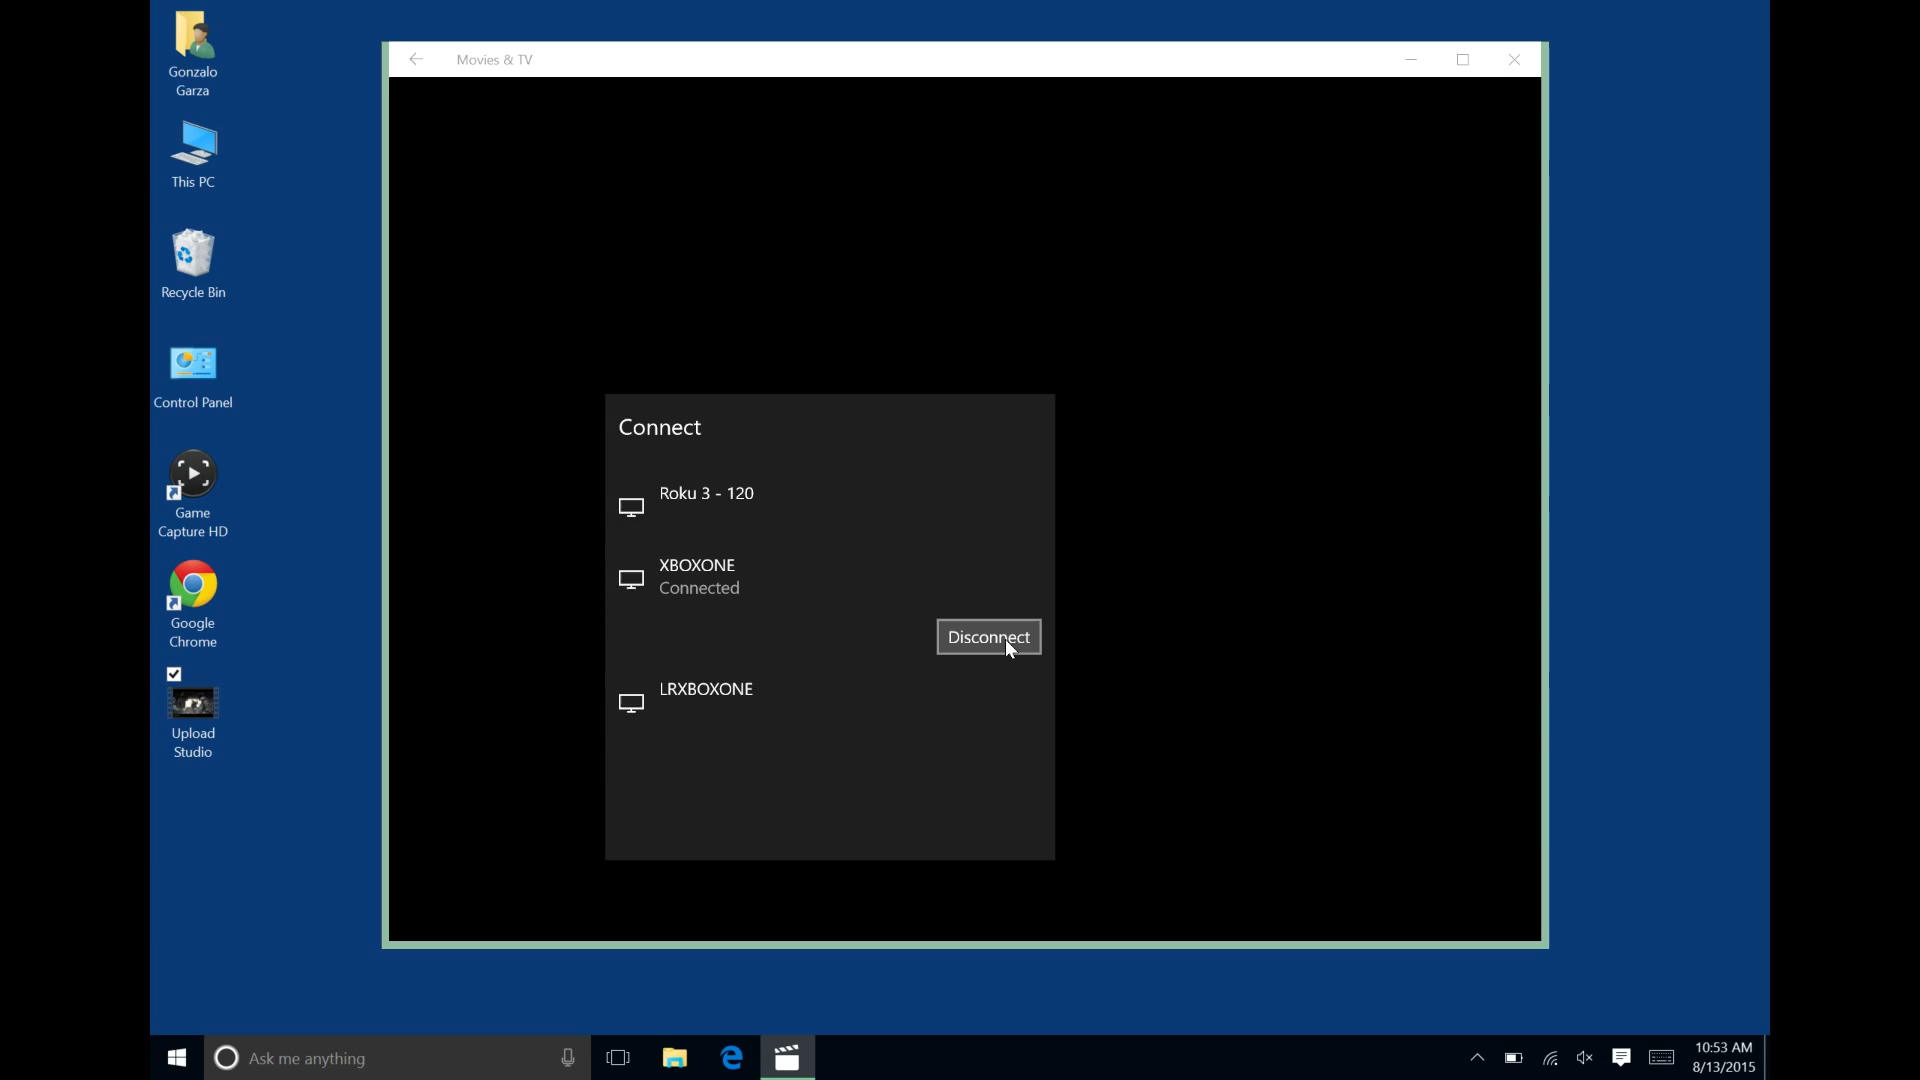 Gonzalo
Garza
This PC
Recycle Bin
Control Panel
Game
Capture HD
Google
Chrome
Upload
Studio
Movies & TV
Connect
Roku 3 - 120
XBOXONE
Connected
Disconnect
LRXBOXONE
Ask me anything
10:53 AM
8/13/2015